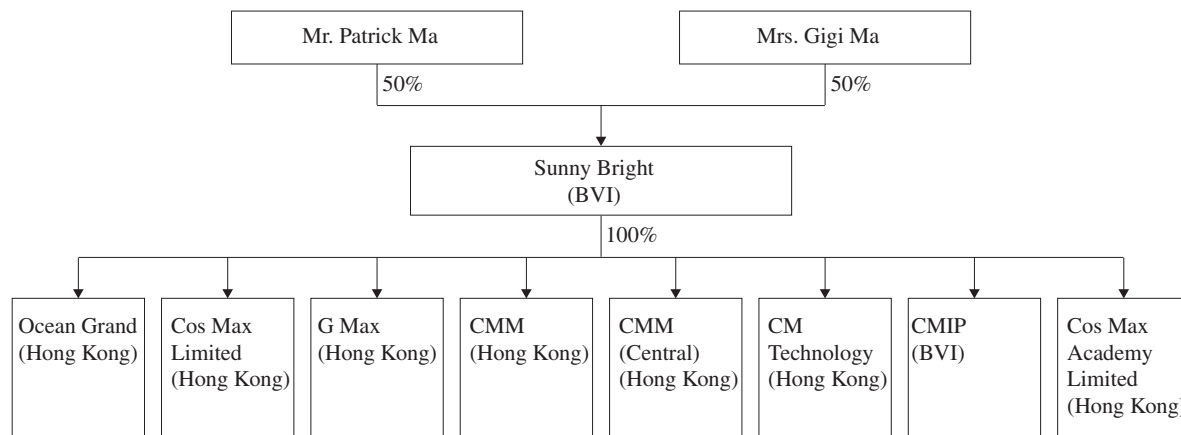 Mr. Patrick Ma
Mrs. Gigi Ma
50%
50%
Sunny Bright
(BVI)
100%
Ocean Grand
(Hong Kong)
Cos Max
Limited
(Hong Kong)
G Max
(Hong Kong)
CMM
(Hong Kong)
CMM
(Central)
(Hong Kong)
CM
Technology
(Hong Kong)
CMIP
(BVI)
Cos Max
Academy
Limited
(Hong Kong)